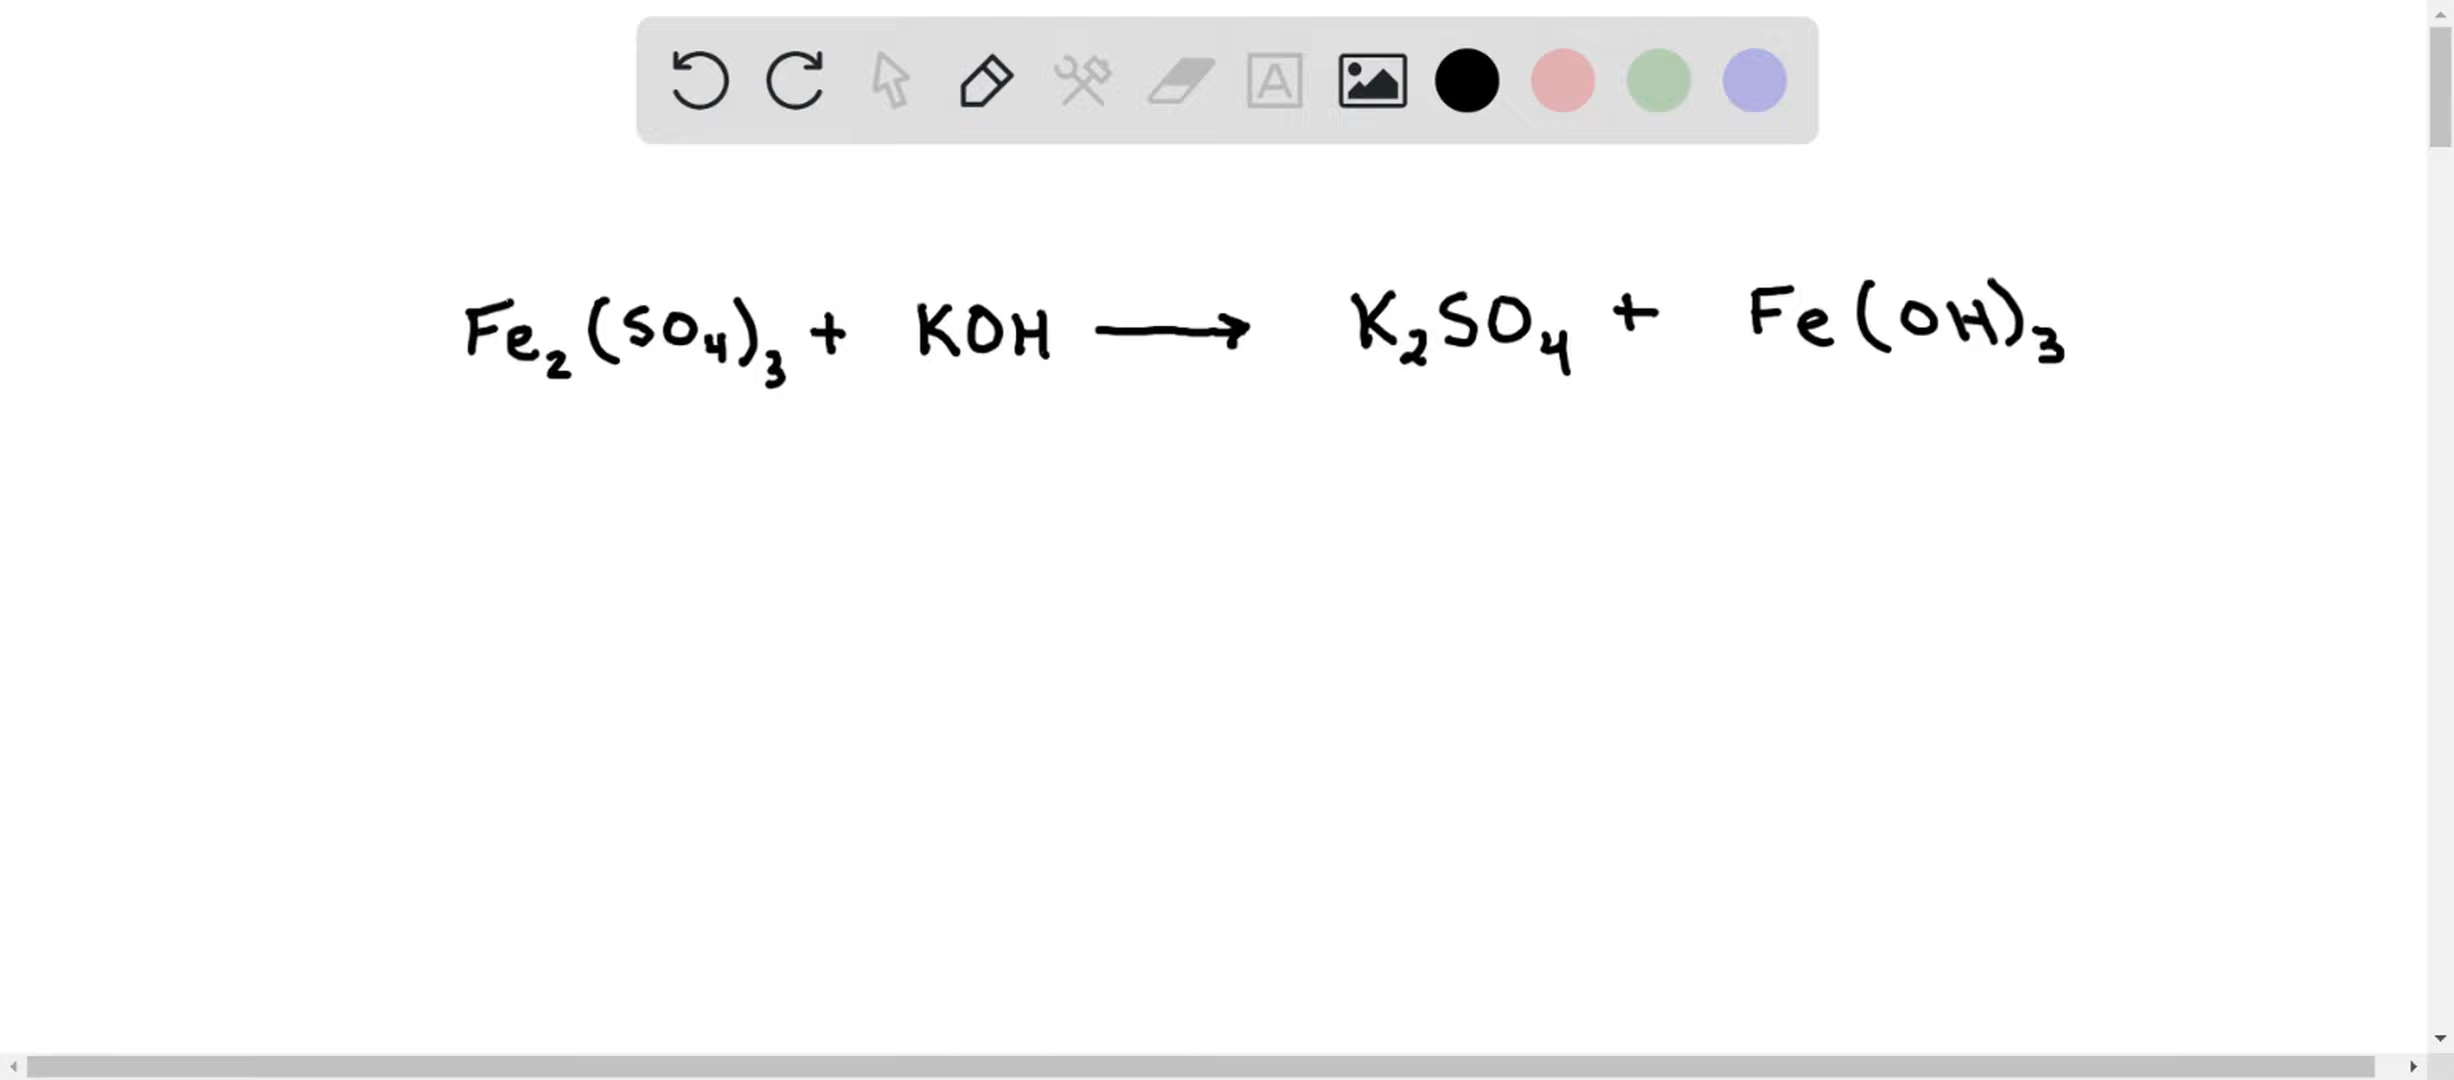 A
Fe₂(SO₄)₃ + KOH ⟶ K₂SO₄ + Fe(OH)₃